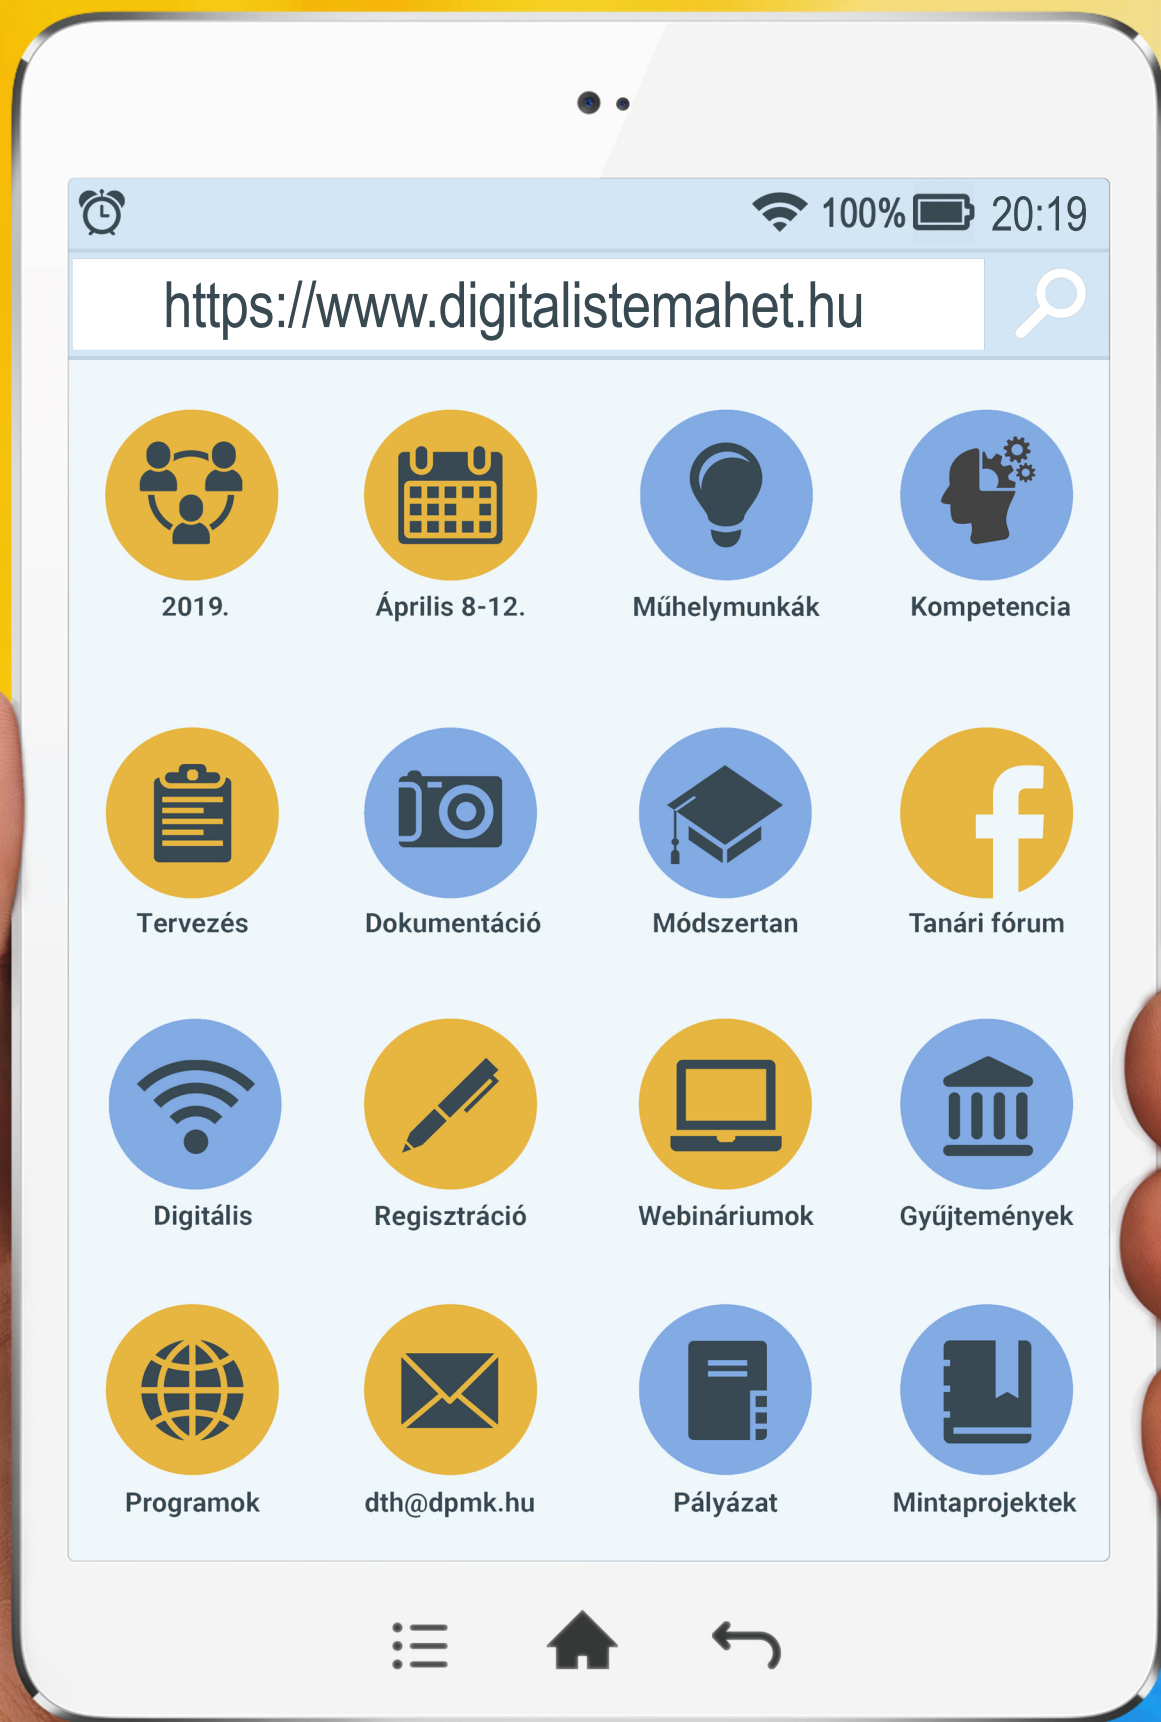 100% 20:19
https://www.digitalistemahet.hu
2019. Április 8-12. Műhelymunkák Kompetencia
Tervezés Dokumentáció Módszertan Tanári fórum
Digitális Regisztráció Webináriumok Gyűjtemények
Programok dth@dpmk.hu Pályázat Mintaprojektek